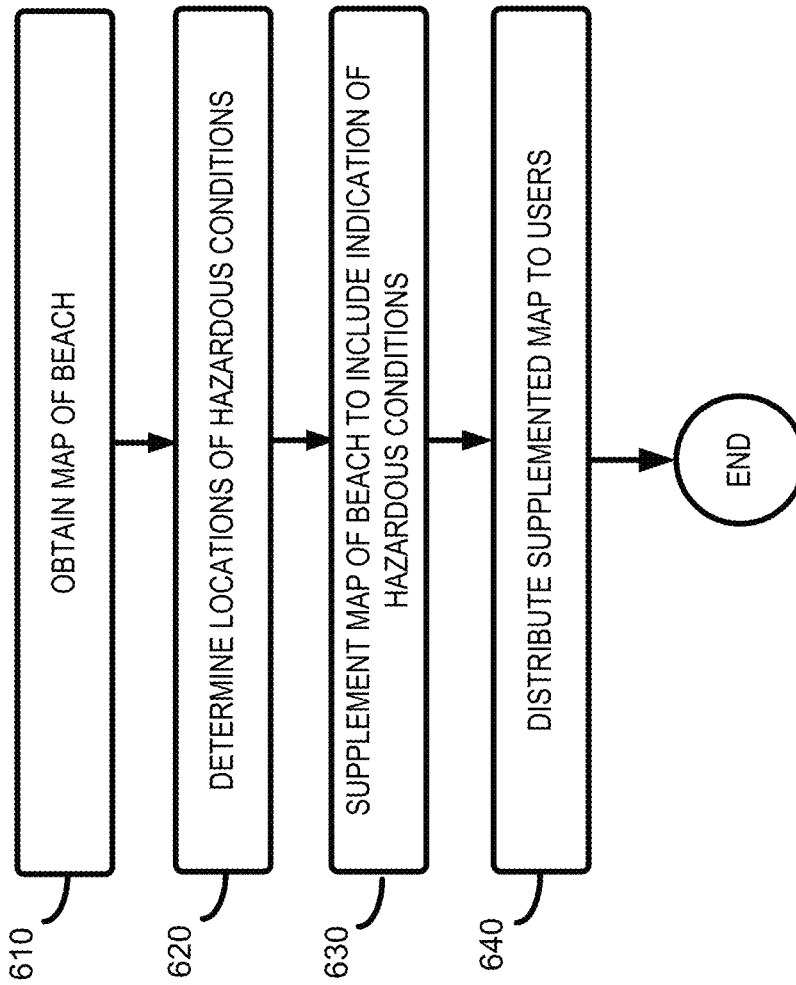 610
OBTAIN MAP OF BEACH
620
DETERMINE LOCATIONS OF HAZARDOUS CONDITIONS
630
SUPPLEMENT MAP OF BEACH TO INCLUDE INDICATION OF
HAZARDOUS CONDITIONS
640
DISTRIBUTE SUPPLEMENTED MAP TO USERS
END